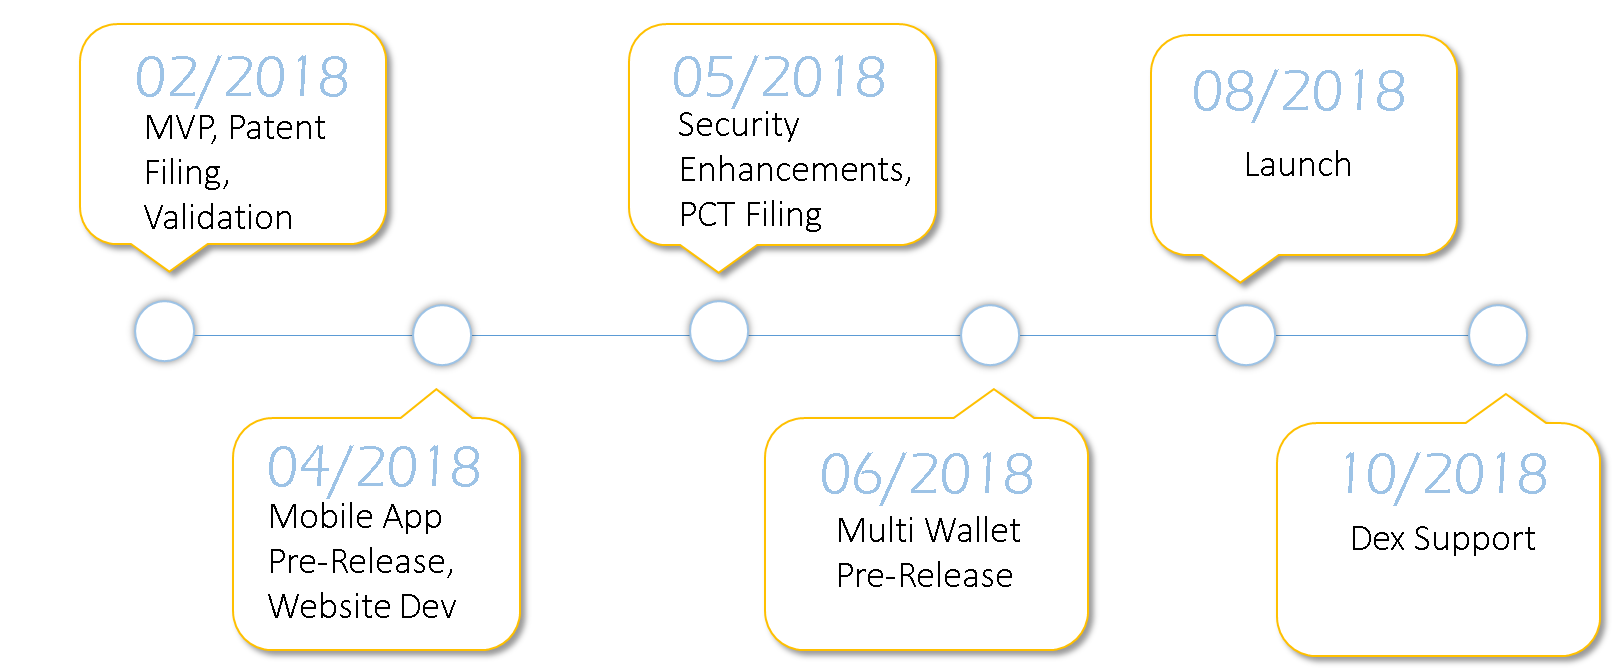 02/2018
MVP, Patent
Filing,
Validation
04/2018
Mobile App
Pre-Release,
Website Dev
05/2018
Security
Enhancements,
PCT Filing
06/2018
Multi Wallet
Pre-Release
08/2018
Launch
10/2018
Dex Support